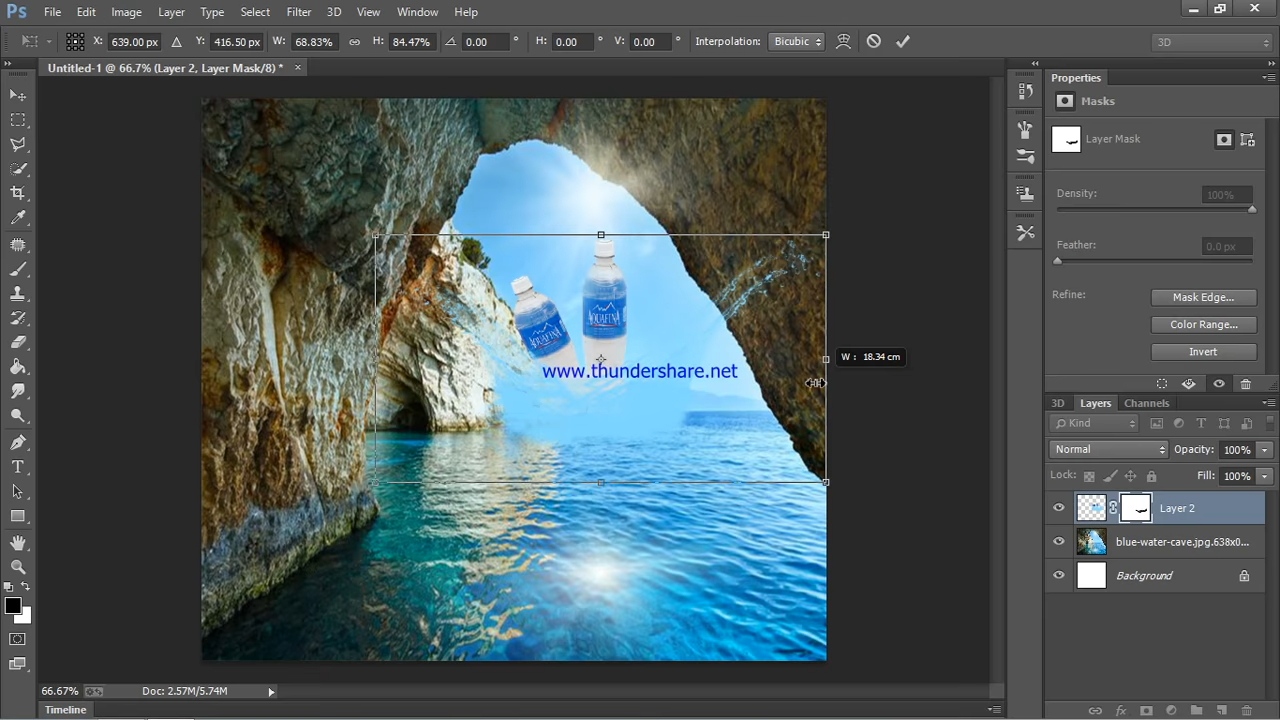 Ps File Edit Image Layer Type Select Filter 3D View Window Help
X: 639.00 px Y: 416.50 px W: 68.83% H: 84.47% 0.00 ° H: 0.00 ° V: 0.00 ° Interpolation: Bicubic 3D
Untitled-1 @ 66.7% (Layer 2, Layer Mask/8) * ×
Properties
Masks
Layer Mask
Density: 100%
Feather: 0.0 px
Refine: Mask Edge...
Color Range...
Invert
AQUAFINA
AQUAFINA
W : 18.34 cm
www.thundershare.net
3D Layers Channels
Kind
Normal Opacity: 100%
Lock: Fill: 100%
Layer 2
blue-water-cave.jpg.638x0...
Background
66.67% Doc: 2.57M/5.74M
Timeline